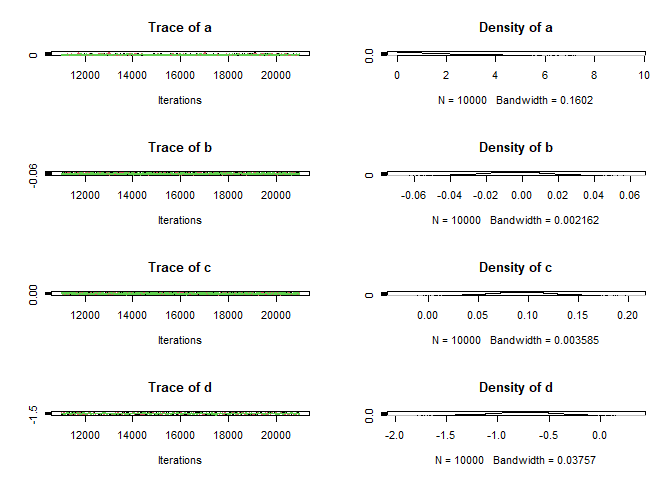 Trace of a
0
12000 14000 16000 18000 20000
Iterations
Density of a
0.0
0 2 4 6 8 10
N = 10000 Bandwidth = 0.1602
Trace of b
-0.06
12000 14000 16000 18000 20000
Iterations
Density of b
0
-0.06 -0.04 -0.02 0.00 0.02 0.04 0.06
N = 10000 Bandwidth = 0.002162
Trace of c
0.00
12000 14000 16000 18000 20000
Iterations
Density of c
0
0.00 0.05 0.10 0.15 0.20
N = 10000 Bandwidth = 0.003585
Trace of d
-1.5
12000 14000 16000 18000 20000
Iterations
Density of d
0.0
-2.0 -1.5 -1.0 -0.5 0.0
N = 10000 Bandwidth = 0.03757